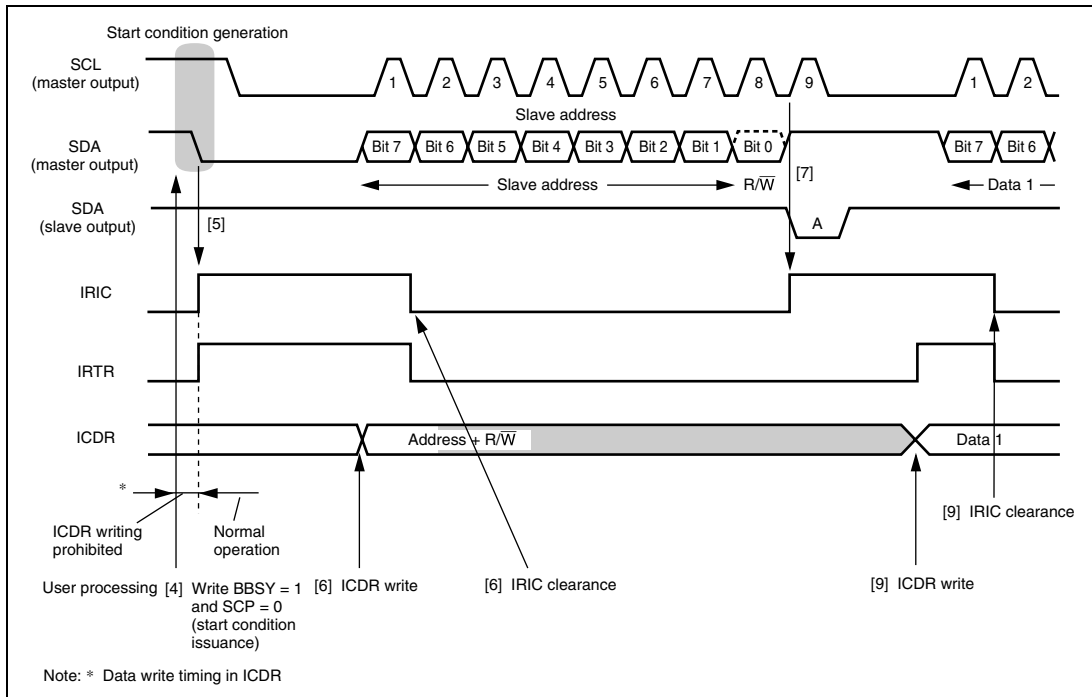 Start condition generation
SCL
(master output)
1 2 3 4 5 6 7 8 9 1 2
Slave address
SDA
(master output)
Bit 7 Bit 6 Bit 5 Bit 4 Bit 3 Bit 2 Bit 1 Bit 0 Bit 7 Bit 6
Slave address R/W̅ [7] Data 1
SDA
(slave output)
[5] A
IRIC
IRTR
ICDR Address + R/W̅ Data 1
*
ICDR writing
prohibited
Normal
operation
[9] IRIC clearance
User processing [4] Write BBSY = 1
and SCP = 0
(start condition
issuance)
[6] ICDR write
[6] IRIC clearance
[9] ICDR write
Note: * Data write timing in ICDR